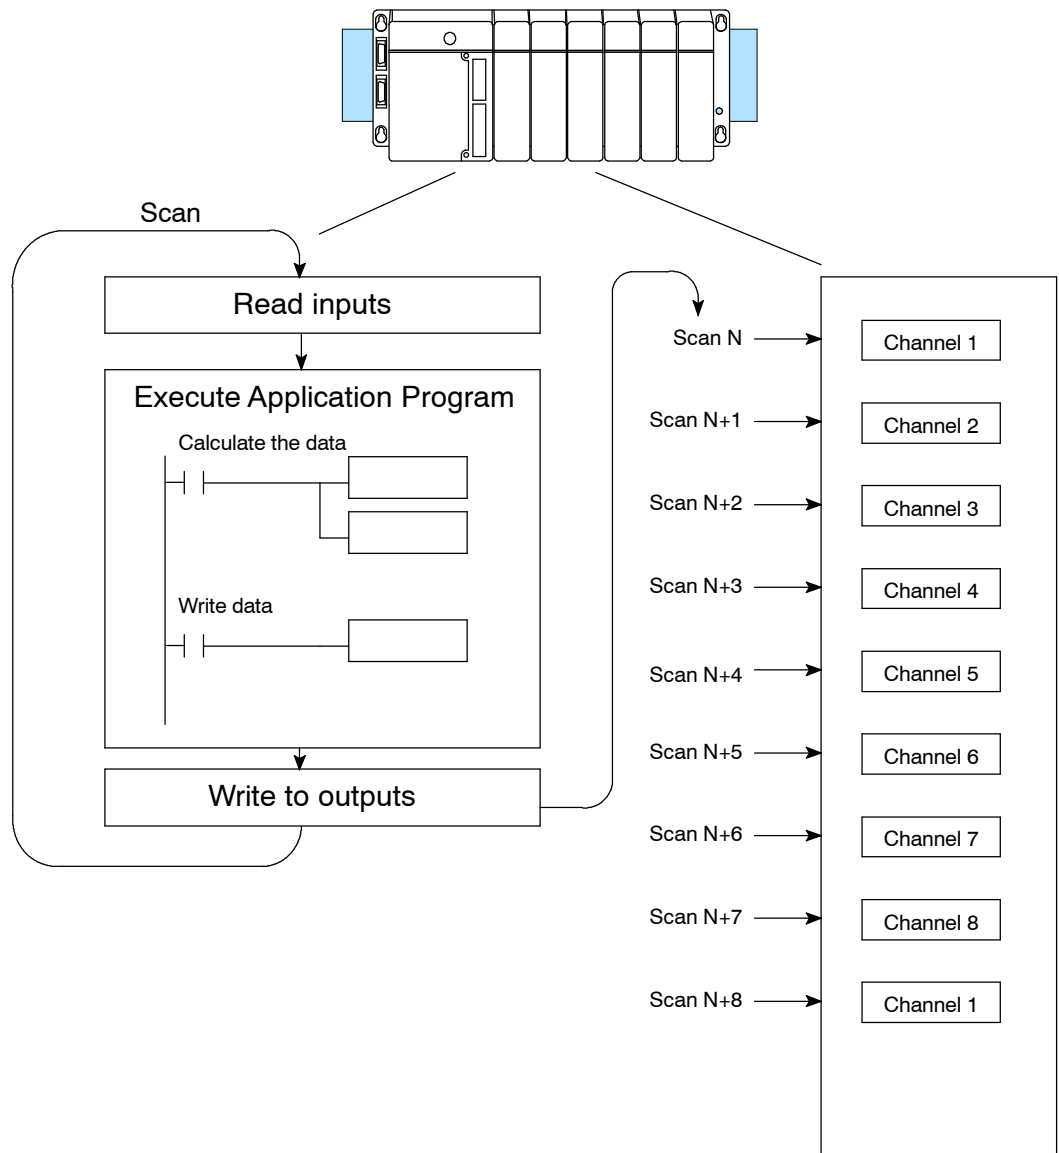 Scan
Read inputs
Execute Application Program
Calculate the data
Write data
Write to outputs
Scan N
Channel 1
Scan N+1
Channel 2
Scan N+2
Channel 3
Scan N+3
Channel 4
Scan N+4
Channel 5
Scan N+5
Channel 6
Scan N+6
Channel 7
Scan N+7
Channel 8
Scan N+8
Channel 1